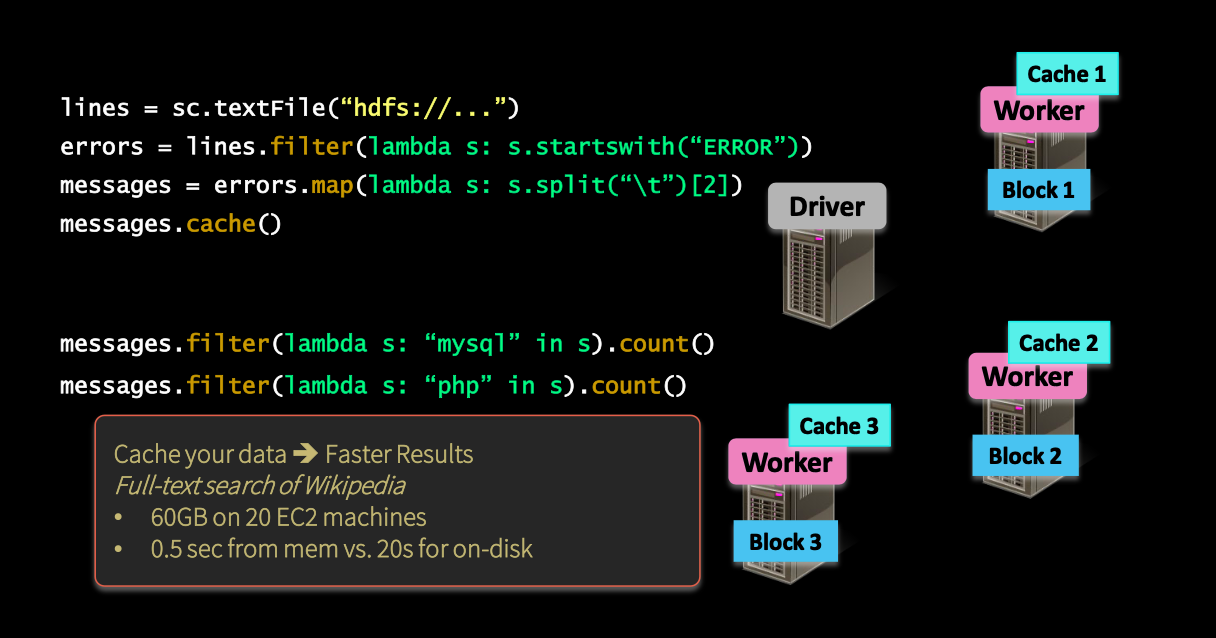 lines = sc.textFile(“hdfs://...”)
errors = lines.filter(lambda s: s.startswith(“ERROR”))
messages = errors.map(lambda s: s.split(“\t”)[2])
messages.cache()
messages.filter(lambda s: “mysql” in s).count()
messages.filter(lambda s: “php” in s).count()
Cache your data ➔ Faster Results
Full-text search of Wikipedia
• 60GB on 20 EC2 machines
• 0.5 sec from mem vs. 20s for on-disk
Driver
Cache 1
Worker
Block 1
Cache 2
Worker
Block 2
Cache 3
Worker
Block 3